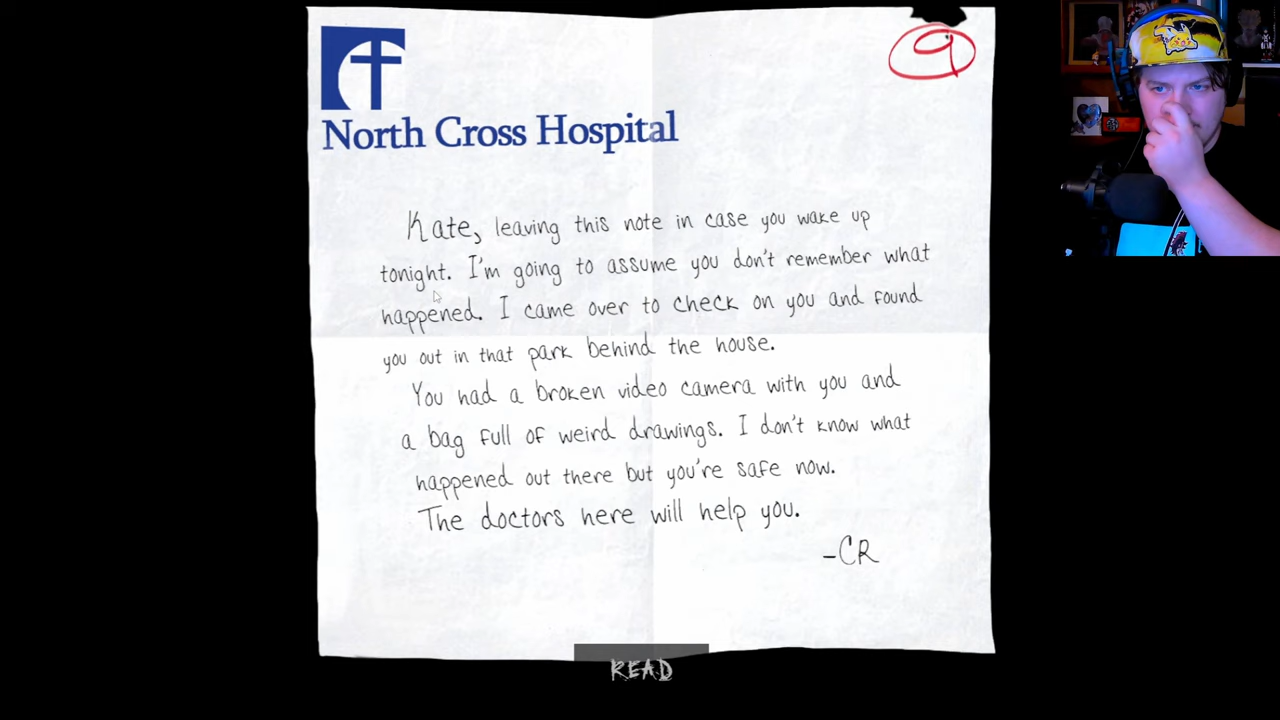 9
North Cross Hospital
Kate, leaving this note in case you wake up
tonight. I'm going to assume you don't remember what
happened. I came over to check on you and found
you out in that park behind the house.
You had a broken video camera with you and
a bag full of weird drawings. I don't know what
happened out there but you're safe now.
The doctors here will help you.
-CR
READ